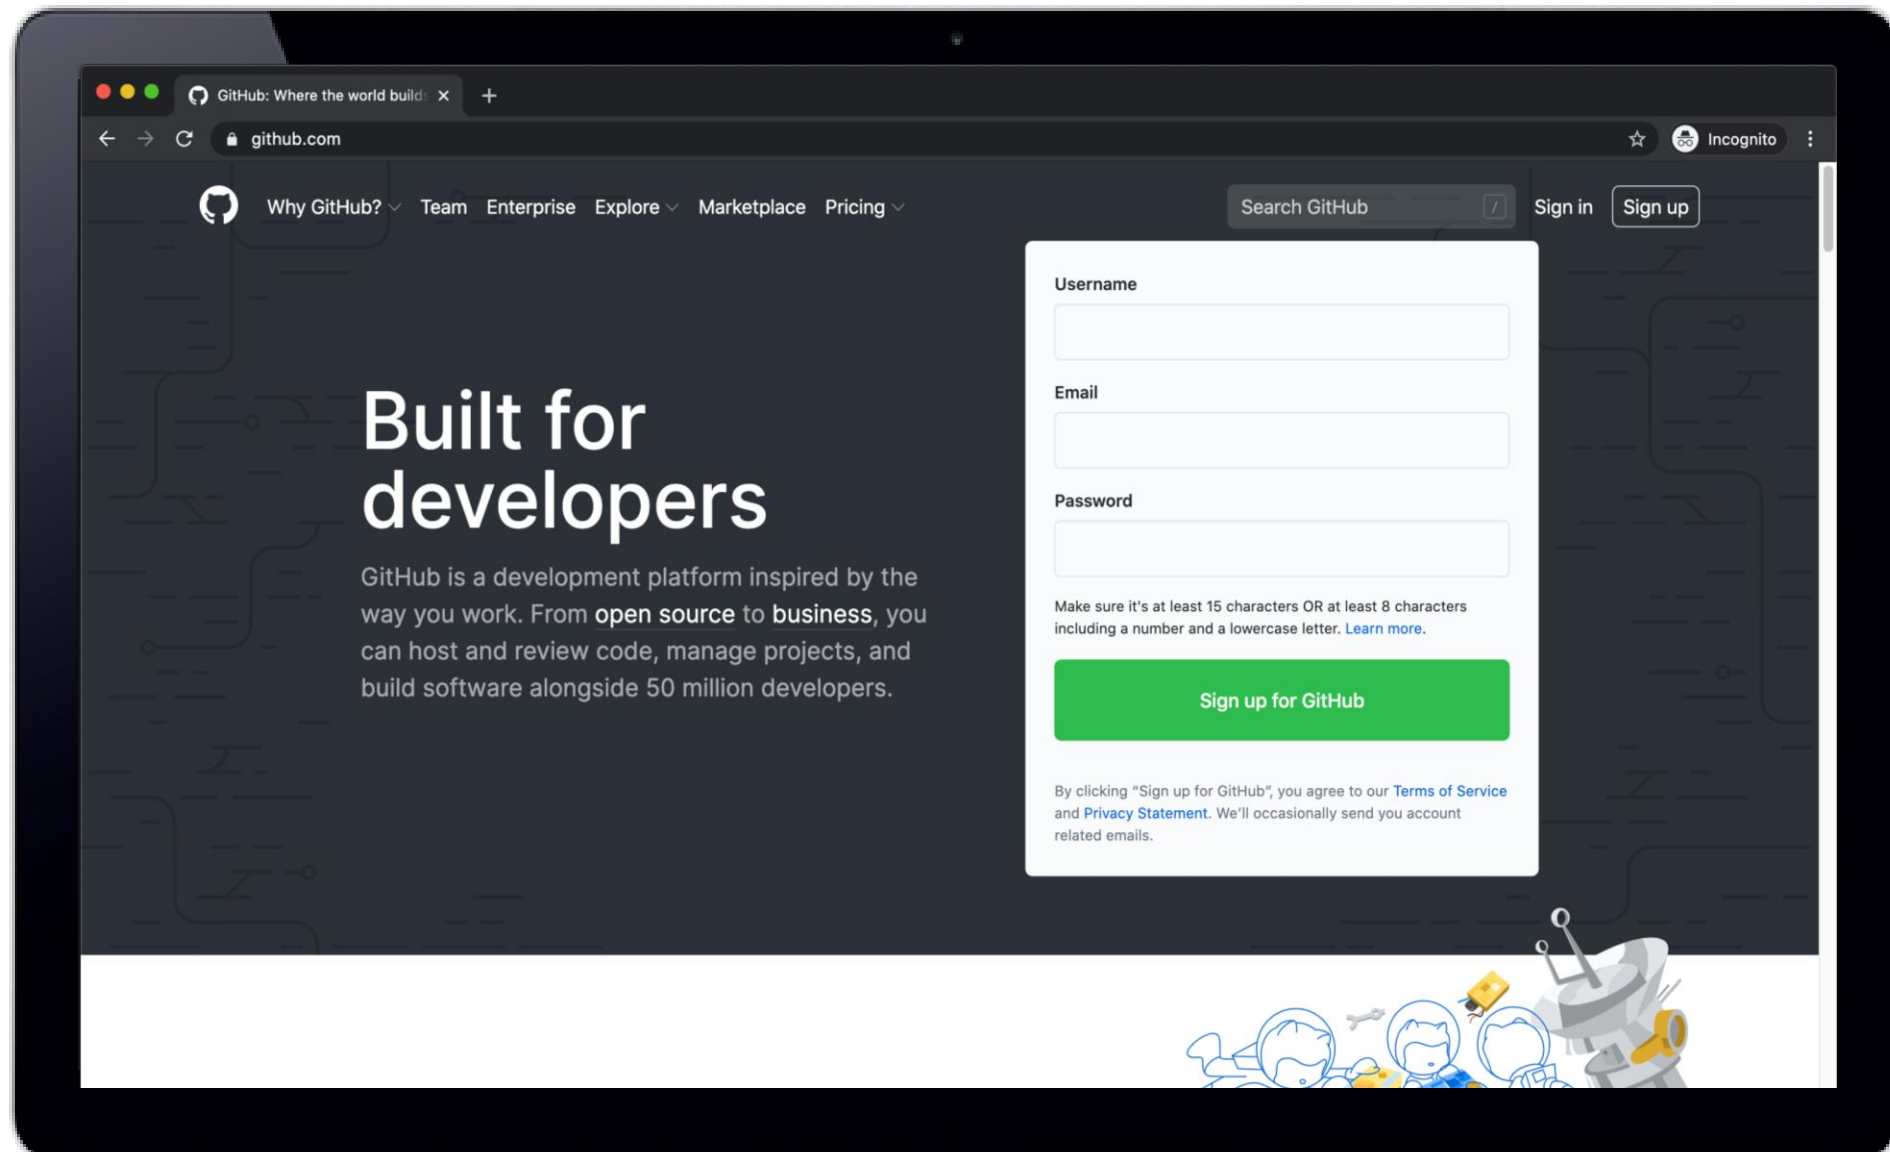 GitHub: Where the world builds
github.com
Incognito
Why GitHub? Team Enterprise Explore Marketplace Pricing
Search GitHub /
Sign in Sign up
Built for
developers
GitHub is a development platform inspired by the
way you work. From open source to business, you
can host and review code, manage projects, and
build software alongside 50 million developers.
Username
Email
Password
Make sure it's at least 15 characters OR at least 8 characters
including a number and a lowercase letter. Learn more.
Sign up for GitHub
By clicking “Sign up for GitHub”, you agree to our Terms of Service
and Privacy Statement. We’ll occasionally send you account
related emails.